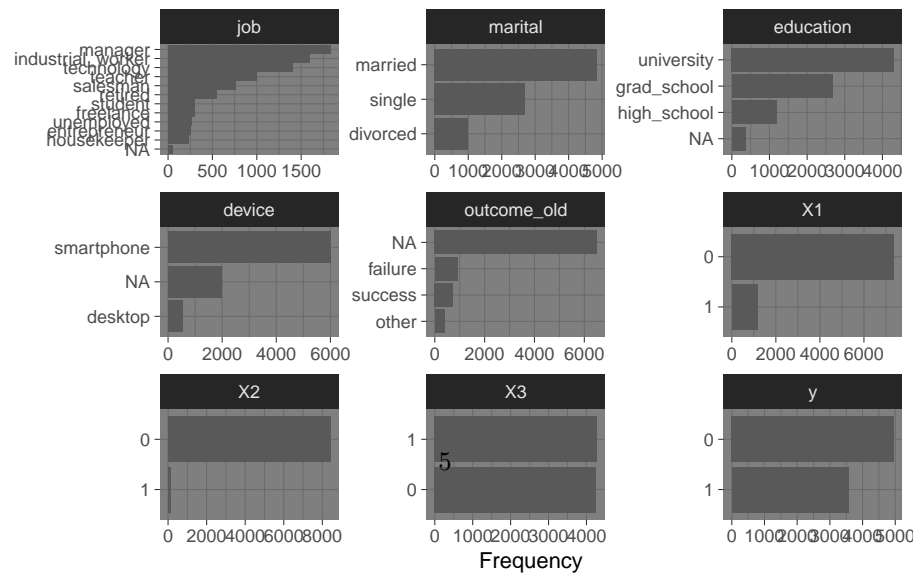 job
manager
industrial_worker
technology
teacher
salesman
retired
student
freelance
unemployed
entrepreneur
housekeeper
NA
0 500 1000 1500
marital
married
single
divorced
0 1000 2000 3000 4000 5000
education
university
grad_school
high_school
NA
0 1000 2000 3000 4000
device
smartphone
NA
desktop
0 2000 4000 6000
outcome_old
NA
failure
success
other
0 2000 4000 6000
X1
0
1
0 2000 4000 6000
X2
0
1
0 2000 4000 6000 8000
X3
1
5
0
0 1000 2000 3000 4000
y
0
1
0 1000 2000 3000 4000 5000
Frequency